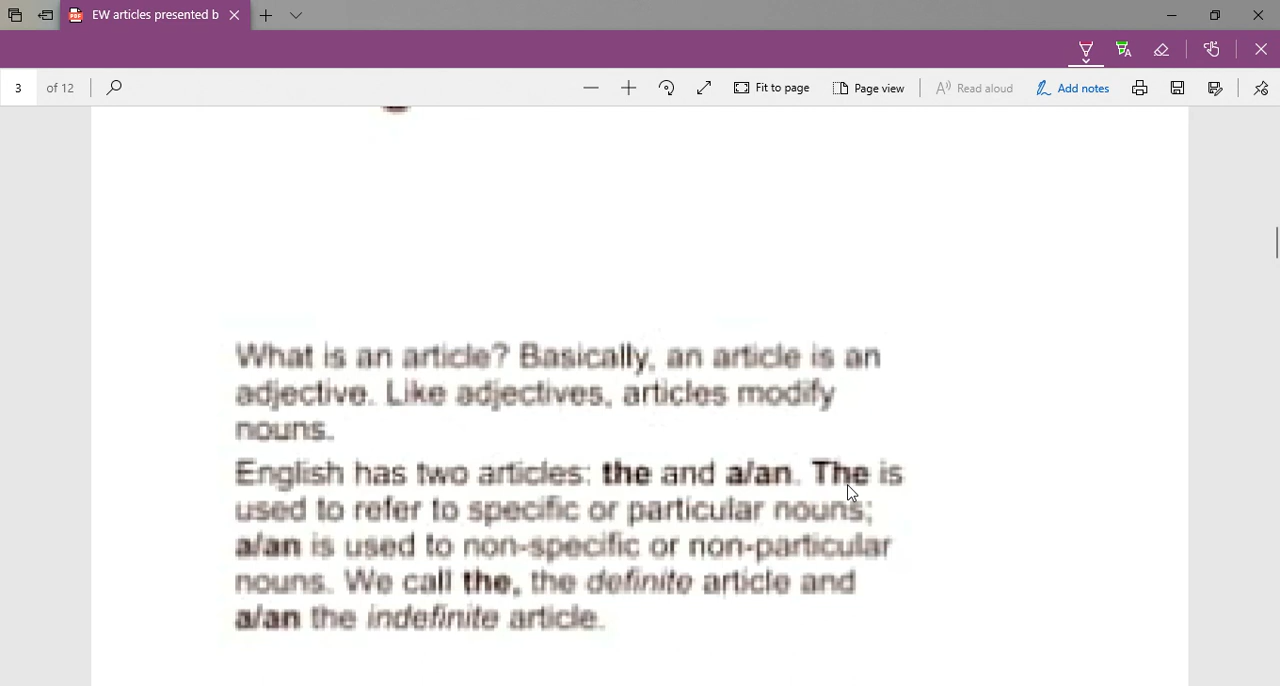 EW articles presented b
3 of 12
Fit to page
Page view
Read aloud
Add notes
What is an article? Basically, an article is an
adjective. Like adjectives, articles modify
nouns.
English has two articles: the and a/an. The is
used to refer to specific or particular nouns;
a/an is used to non-specific or non-particular
nouns. We call the, the definite article and
a/an the indefinite article.